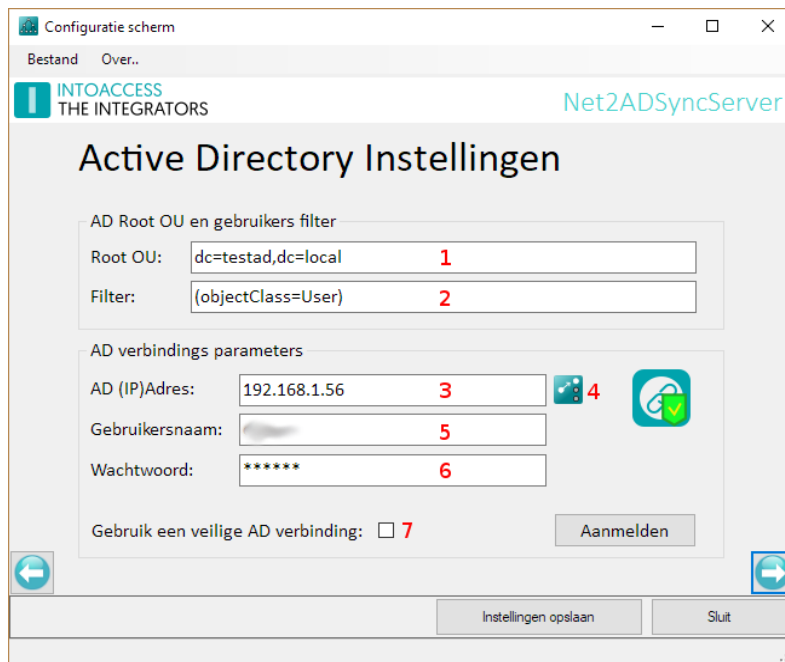 Configuratie scherm
Bestand Over..
INTOACCESS
THE INTEGRATORS
Net2ADSyncServer
Active Directory Instellingen
AD Root OU en gebruikers filter
Root OU: dc=testad,dc=local 1
Filter: (objectClass=User) 2
AD verbindings parameters
AD (IP)Adres: 192.168.1.56 3 4
Gebruikersnaam: 5
Wachtwoord: ****** 6
Gebruik een veilige AD verbinding: 7 Aanmelden
Instellingen opslaan Sluit